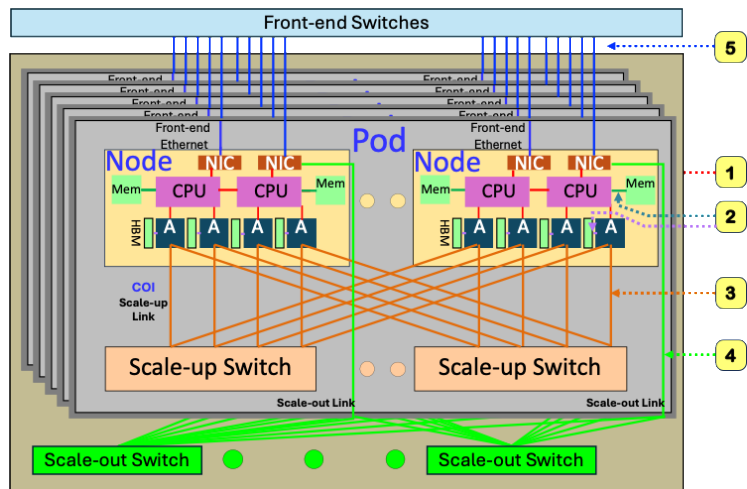 Front-end Switches
5
Front-end
Front-end
Front-end
Front-end
Front-end
Front-end
Front-end
Front-end
Front-end
Ethernet
Pod
Front-end
Ethernet
Node
NIC
NIC
Node
NIC
NIC
1
Mem
CPU
CPU
Mem
Mem
CPU
CPU
Mem
2
HBM
A
A
A
A
HBM
A
A
A
A
COI
Scale-up
Link
3
Scale-up Switch
Scale-up Switch
4
Scale-out Link
Scale-out Link
Scale-out Switch
Scale-out Switch